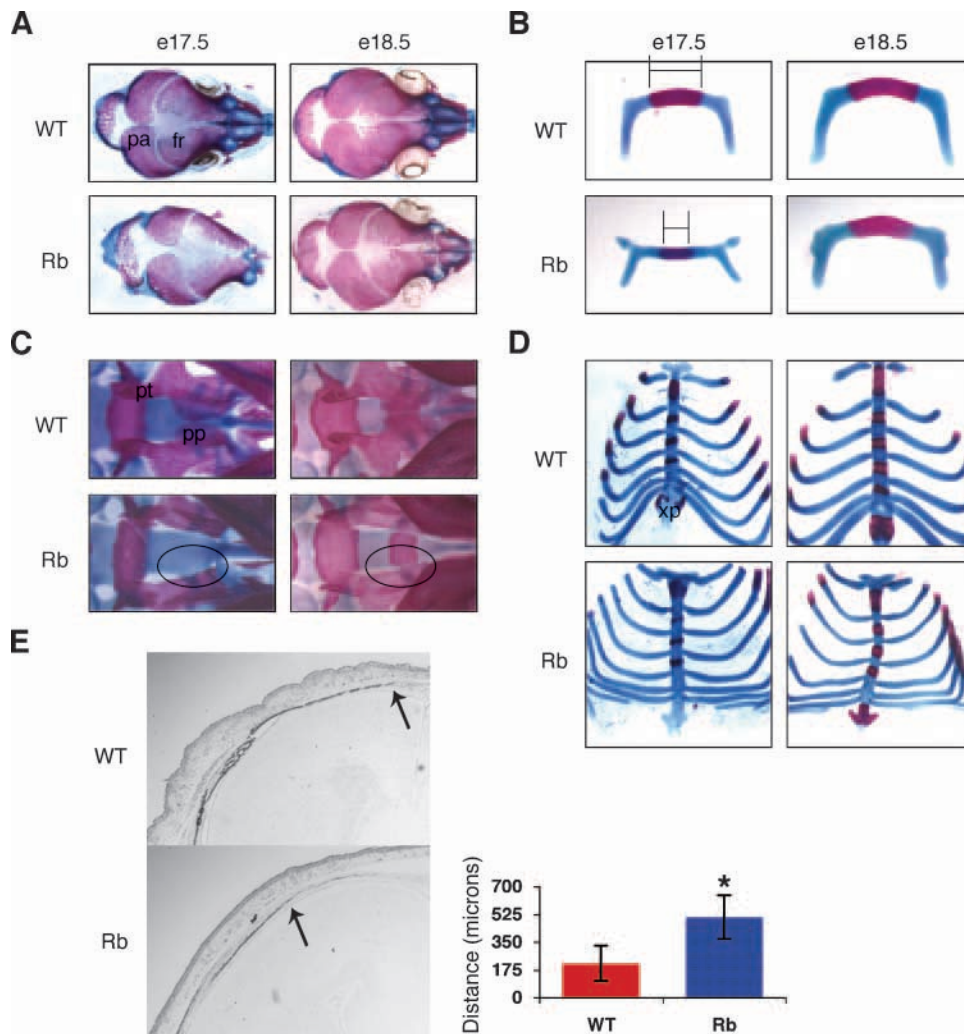 A
e17.5
e18.5
WT
pa
fr
Rb
B
e17.5
e18.5
WT
Rb
C
WT
pt
pp
Rb
D
WT
xp
Rb
E
WT
Rb
Distance (microns)
700
525
350
175
0
*
WT
Rb